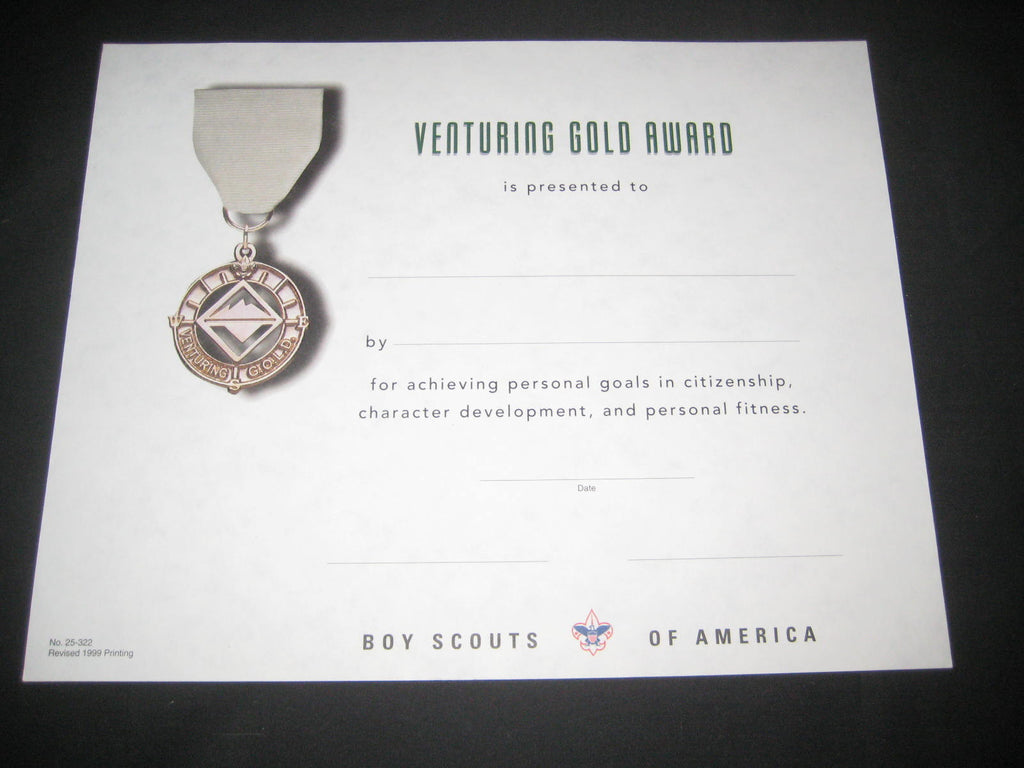 VENTURING GOLD AWARD
is presented to
by
for achieving personal goals in citizenship,
character development, and personal fitness.
Date
BOY SCOUTS OF AMERICA
No. 25-322
Revised 1999 Printing
W E
VENTURING GOLD
S